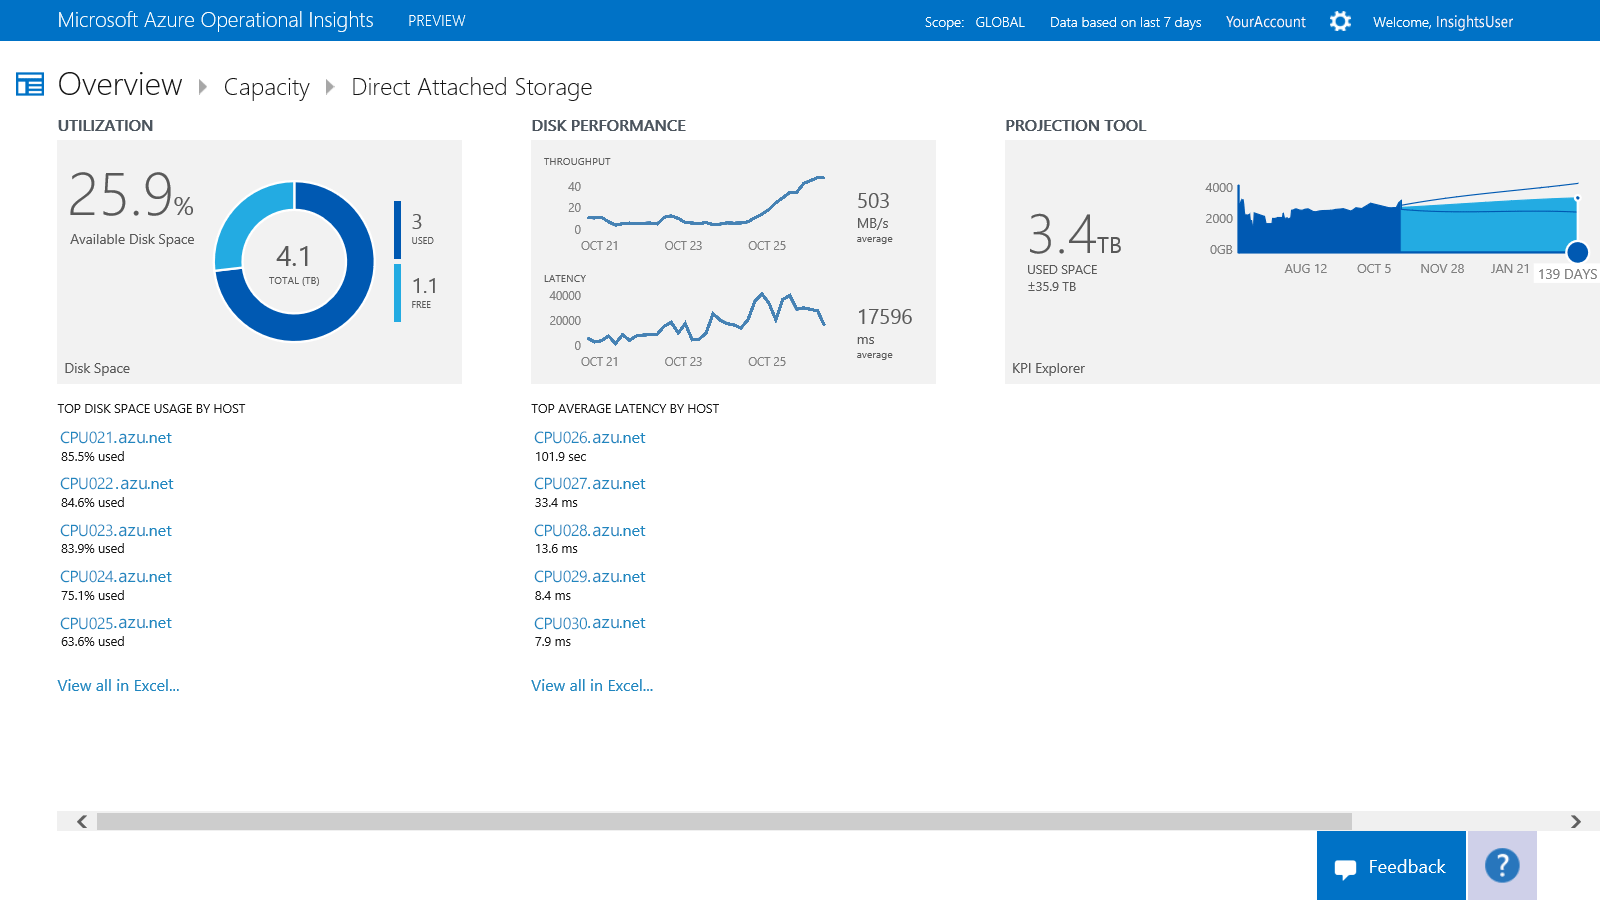 Microsoft Azure Operational Insights PREVIEW Scope: GLOBAL Data based on last 7 days YourAccount Welcome, InsightsUser
Overview Capacity Direct Attached Storage
UTILIZATION
25.9%
Available Disk Space
4.1
TOTAL (TB)
3
USED
1.1
FREE
Disk Space
TOP DISK SPACE USAGE BY HOST
CPU021.azu.net
85.5% used
CPU022.azu.net
84.6% used
CPU023.azu.net
83.9% used
CPU024.azu.net
75.1% used
CPU025.azu.net
63.6% used
View all in Excel...
DISK PERFORMANCE
THROUGHPUT
40
20
0
OCT 21 OCT 23 OCT 25
503
MB/s
average
LATENCY
40000
20000
0
OCT 21 OCT 23 OCT 25
17596
ms
average
TOP AVERAGE LATENCY BY HOST
CPU026.azu.net
101.9 sec
CPU027.azu.net
33.4 ms
CPU028.azu.net
13.6 ms
CPU029.azu.net
8.4 ms
CPU030.azu.net
7.9 ms
View all in Excel...
PROJECTION TOOL
3.4TB
USED SPACE
±35.9 TB
4000
2000
0GB
AUG 12 OCT 5 NOV 28 JAN 21
139 DAYS
KPI Explorer
Feedback ?